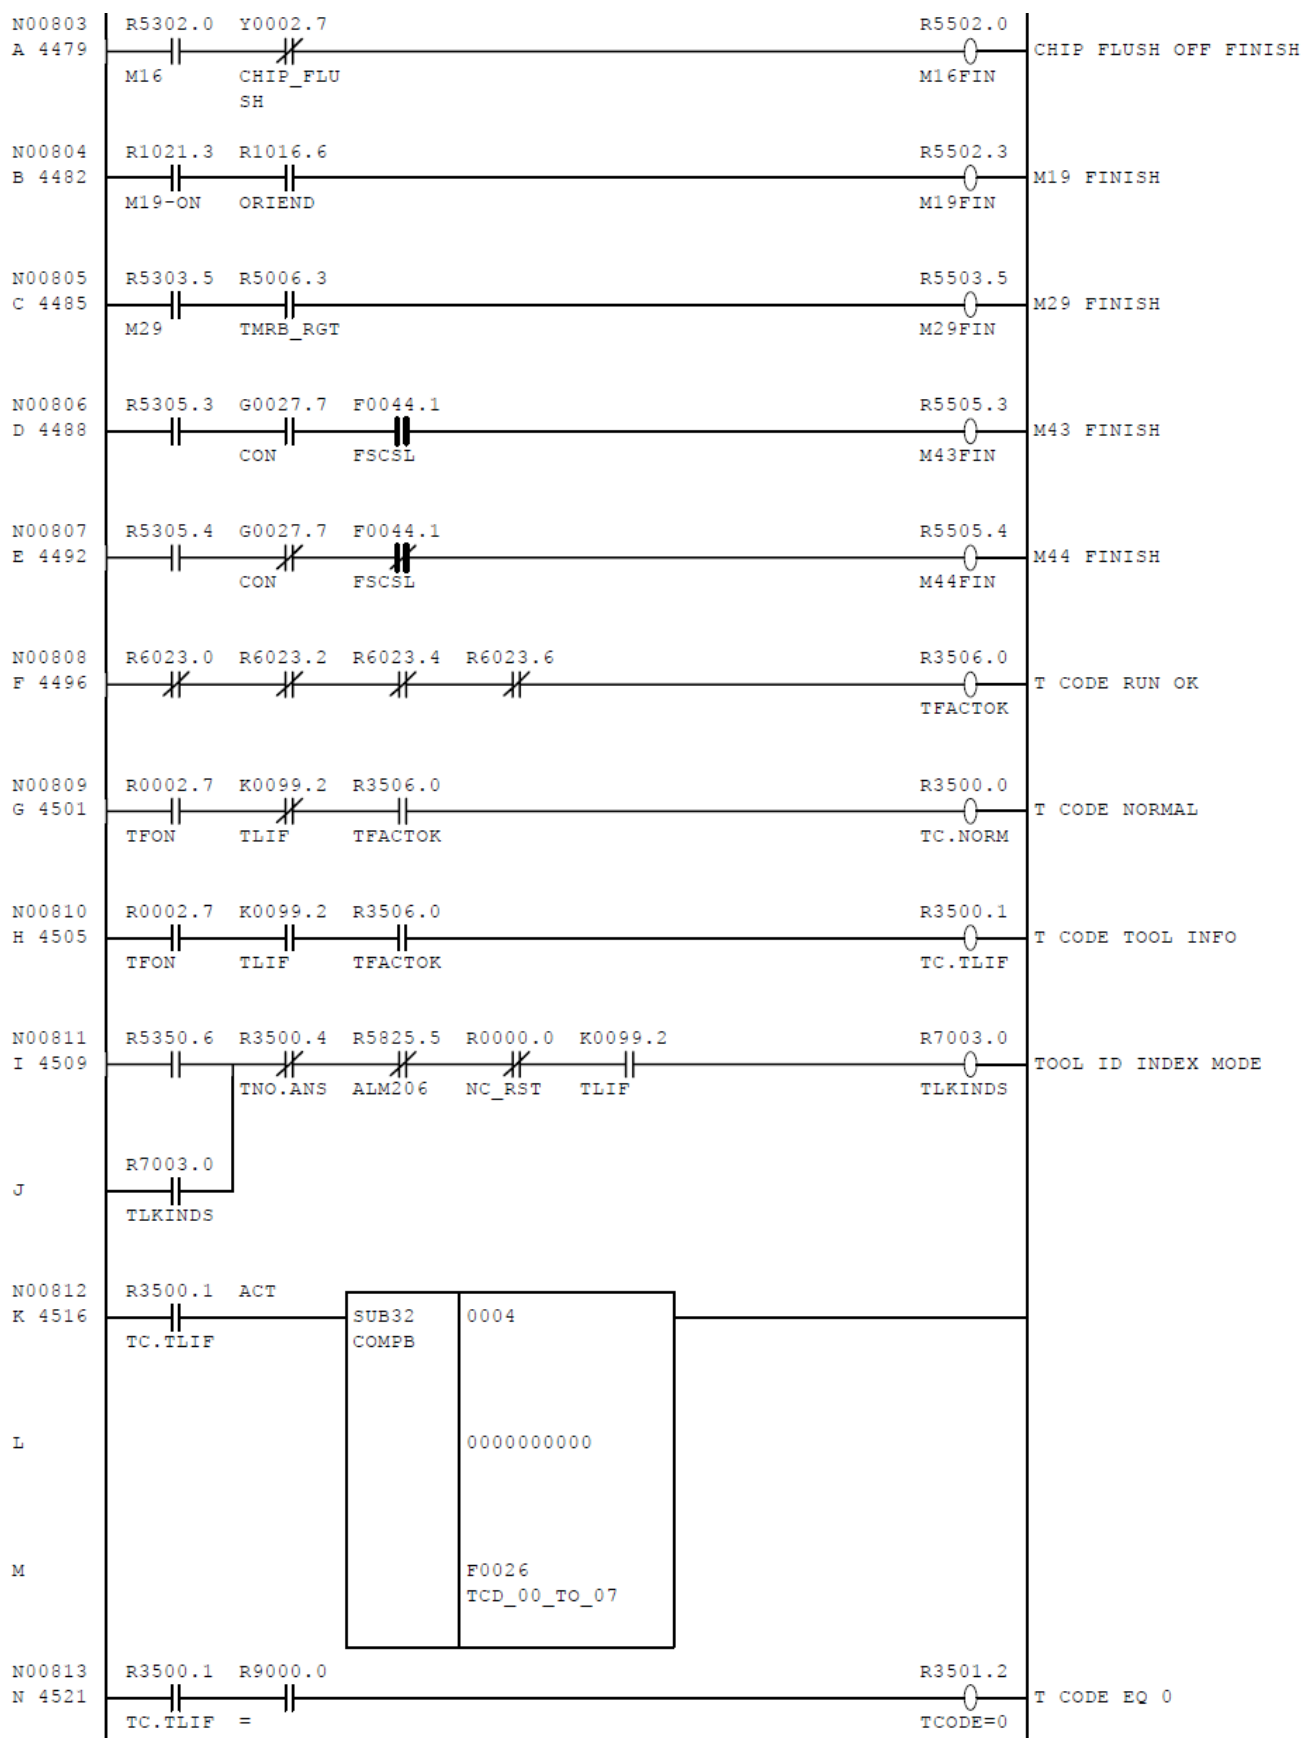 N00803 R5302.0 Y0002.7 R5502.0
A 4479 CHIP FLUSH OFF FINISH
M16 CHIP_FLU M16FIN
SH
N00804 R1021.3 R1016.6 R5502.3
B 4482 M19 FINISH
M19-ON ORIEND M19FIN
N00805 R5303.5 R5006.3 R5503.5
C 4485 M29 FINISH
M29 TMRB_RGT M29FIN
N00806 R5305.3 G0027.7 F0044.1 R5505.3
D 4488 M43 FINISH
CON FSCSL M43FIN
N00807 R5305.4 G0027.7 F0044.1 R5505.4
E 4492 M44 FINISH
CON FSCSL M44FIN
N00808 R6023.0 R6023.2 R6023.4 R6023.6 R3506.0
F 4496 T CODE RUN OK
TFACTOK
N00809 R0002.7 K0099.2 R3506.0 R3500.0
G 4501 T CODE NORMAL
TFON TLIF TFACTOK TC.NORM
N00810 R0002.7 K0099.2 R3506.0 R3500.1
H 4505 T CODE TOOL INFO
TFON TLIF TFACTOK TC.TLIF
N00811 R5350.6 R3500.4 R5825.5 R0000.0 K0099.2 R7003.0
I 4509 TOOL ID INDEX MODE
TNO.ANS ALM206 NC_RST TLIF TLKINDS
R7003.0
J
TLKINDS
N00812 R3500.1 ACT
K 4516 SUB32 0004
TC.TLIF COMPB
L 0000000000
M F0026
TCD_00_TO_07
N00813 R3500.1 R9000.0 R3501.2
N 4521 T CODE EQ 0
TC.TLIF = TCODE=0